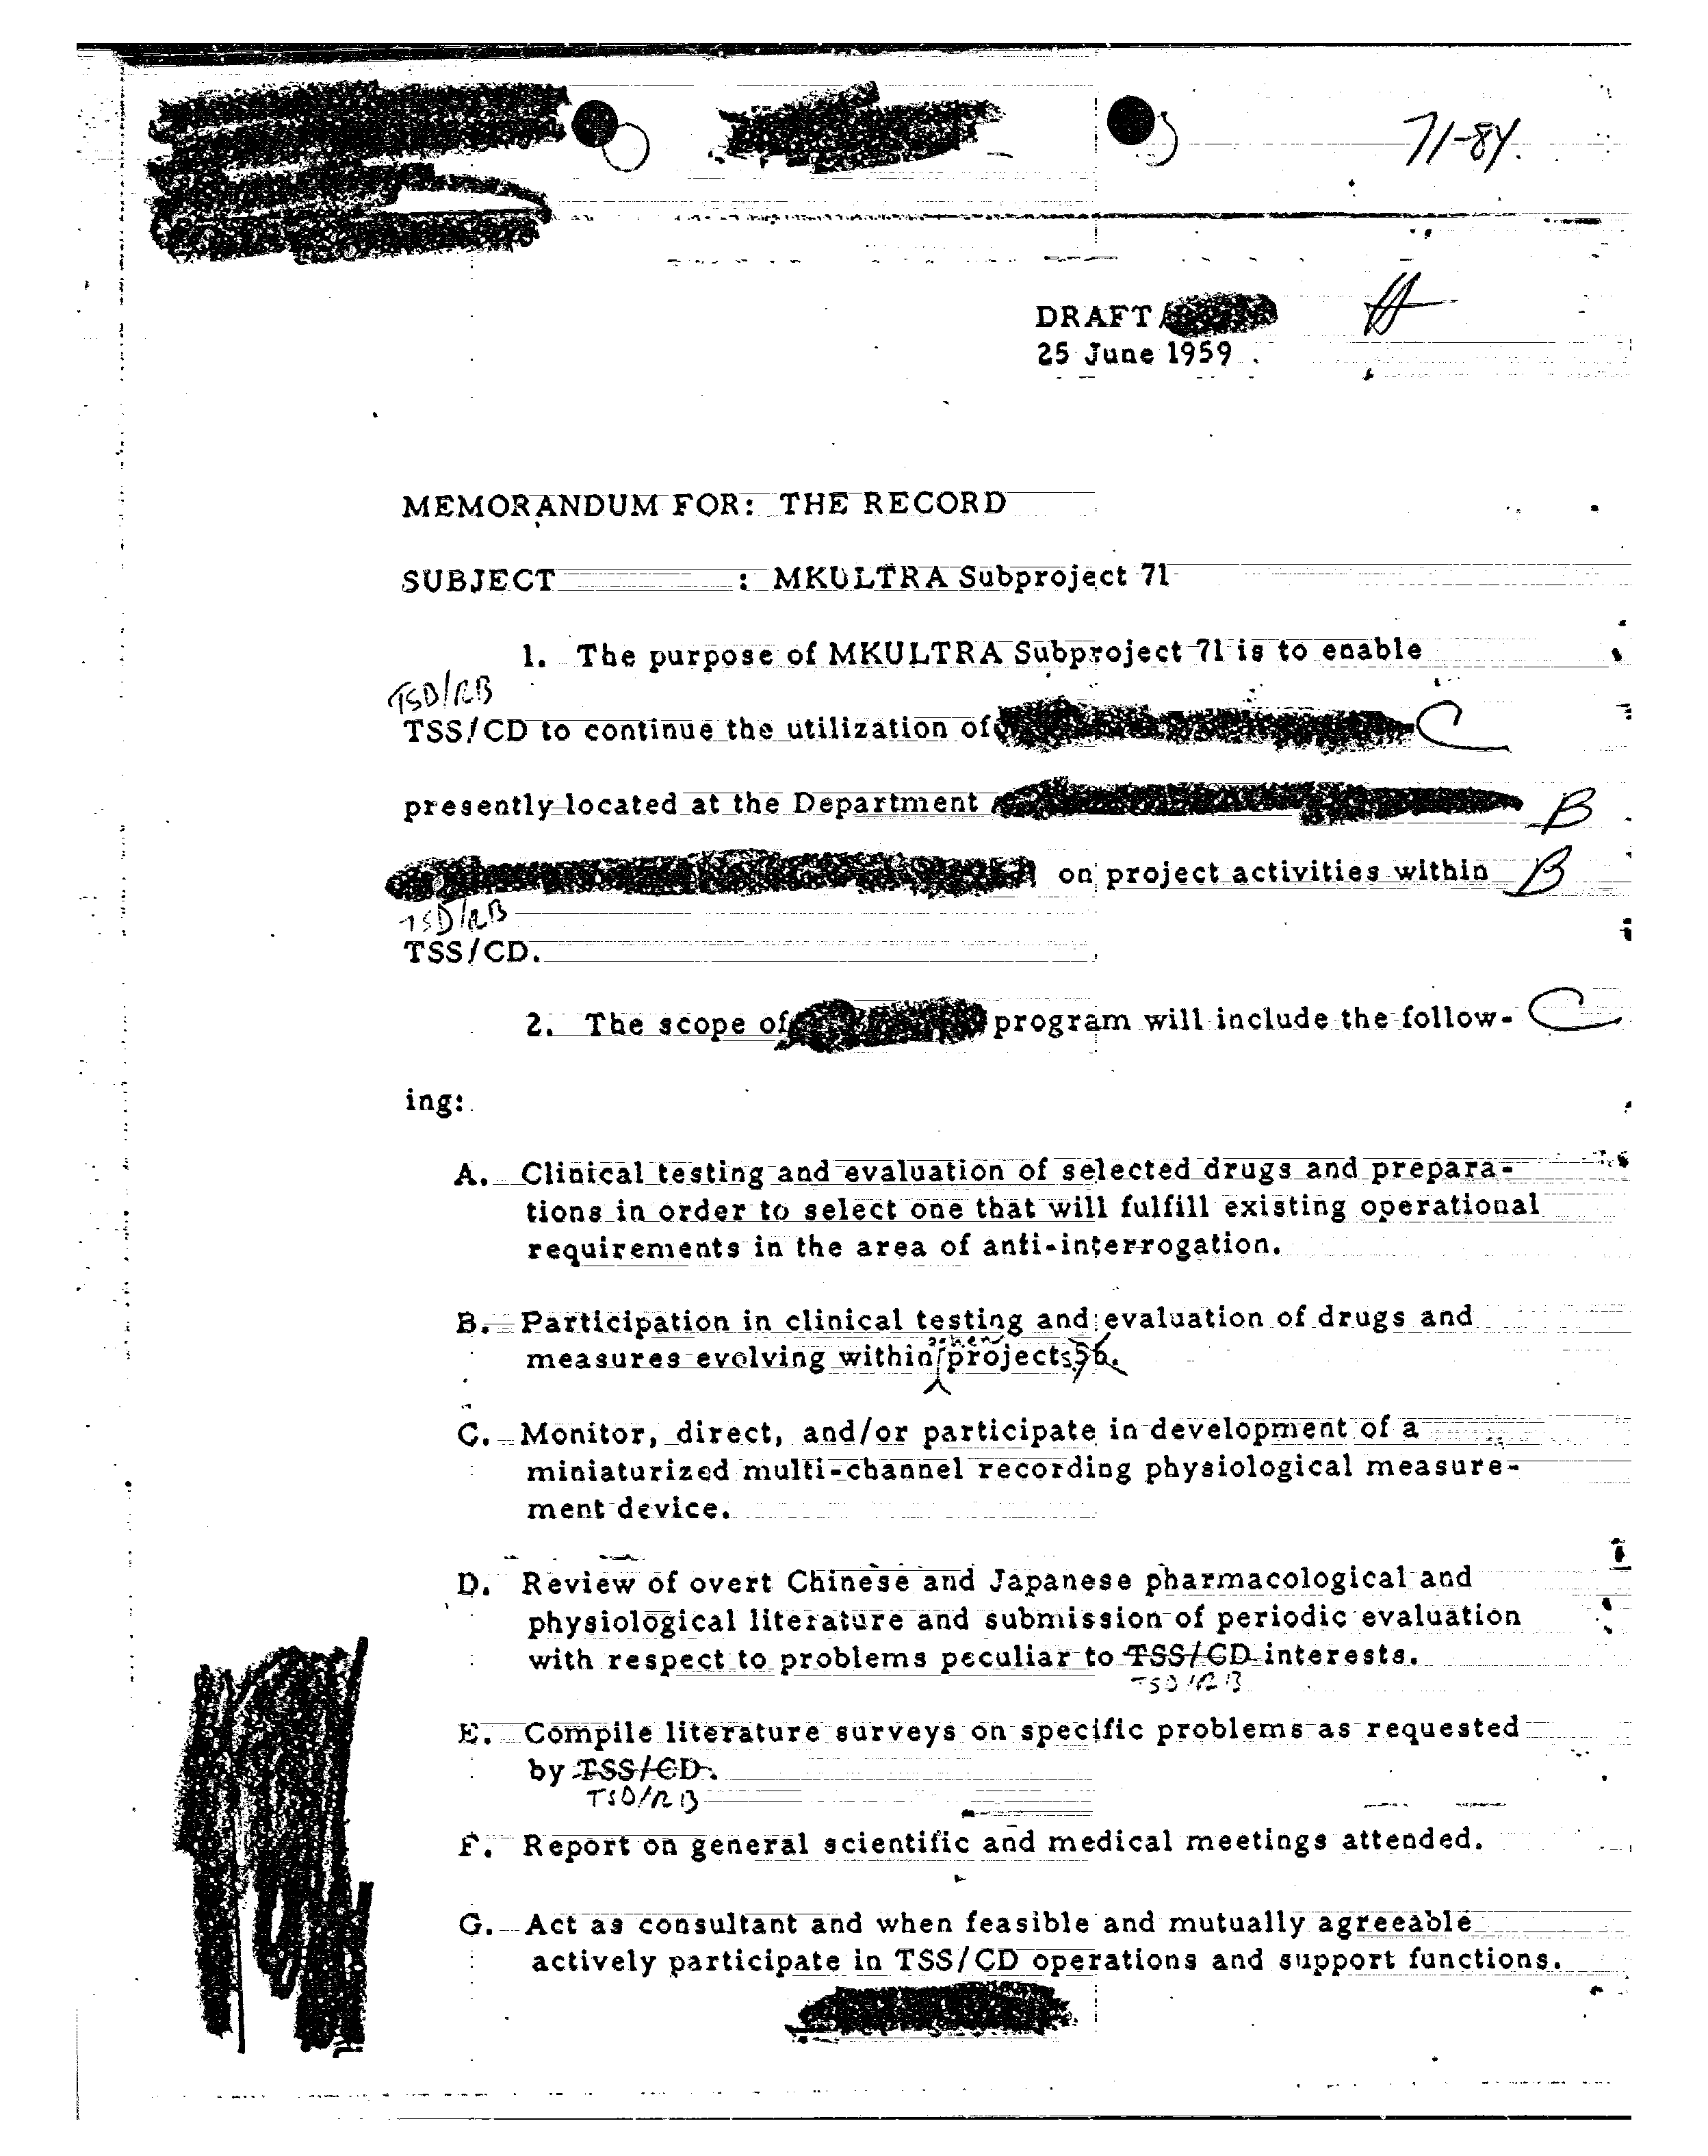 71-84.
DRAFT/
25 June 1959
MEMORANDUM FOR: THE RECORD
SUBJECT : MKULTRA Subproject 71
1. The purpose of MKULTRA Subproject 71 is to enable
TSD/RB
TSS/CD to continue the utilization of C
presently located at the Department B
on project activities within B
TSD/RB
TSS/CD.
2. The scope of program will include the follow- C
ing:
A. Clinical testing and evaluation of selected drugs and prepara-
tions in order to select one that will fulfill existing operational
requirements in the area of anti-interrogation.
B. Participation in clinical testing and evaluation of drugs and
other
measures evolving within projects
C. Monitor, direct, and/or participate in development of a
miniaturized multi-channel recording physiological measure-
ment device.
D. Review of overt Chinese and Japanese pharmacological and
physiological literature and submission of periodic evaluation
with respect to problems peculiar to TSS/CD interests.
TSD/RB
E. Compile literature surveys on specific problems as requested
by TSS/CD.
TSD/RB
F. Report on general scientific and medical meetings attended.
G. Act as consultant and when feasible and mutually agreeable
actively participate in TSS/CD operations and support functions.